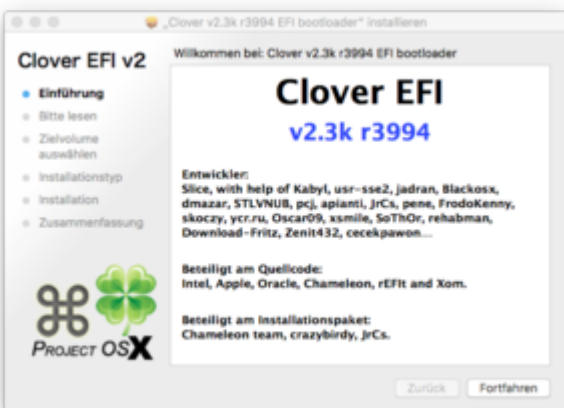 „Clover v2.3k r3994 EFI bootloader“ installieren
Clover EFI v2
Einführung
Bitte lesen
Zielvolume
auswählen
Installationstyp
Installation
Zusammenfassung
PROJECT OSX
Willkommen bei: Clover v2.3k r3994 EFI bootloader
Clover EFI
v2.3k r3994
Entwickler:
Slice, with help of Kabyl, usr-sse2, jadran, Blackosx,
dmazar, STLVNUB, pcj, apianti, JrCs, pene, FrodoKenny,
skoczy, ycr.ru, Oscar09, xsmile, SoThOr, rehabman,
Download-Fritz, Zenit432, cecekpawon...
Beteiligt am Quellcode:
Intel, Apple, Oracle, Chameleon, rEFIt and Xom.
Beteiligt am Installationspaket:
Chameleon team, crazybirdy, JrCs.
Zurück
Fortfahren